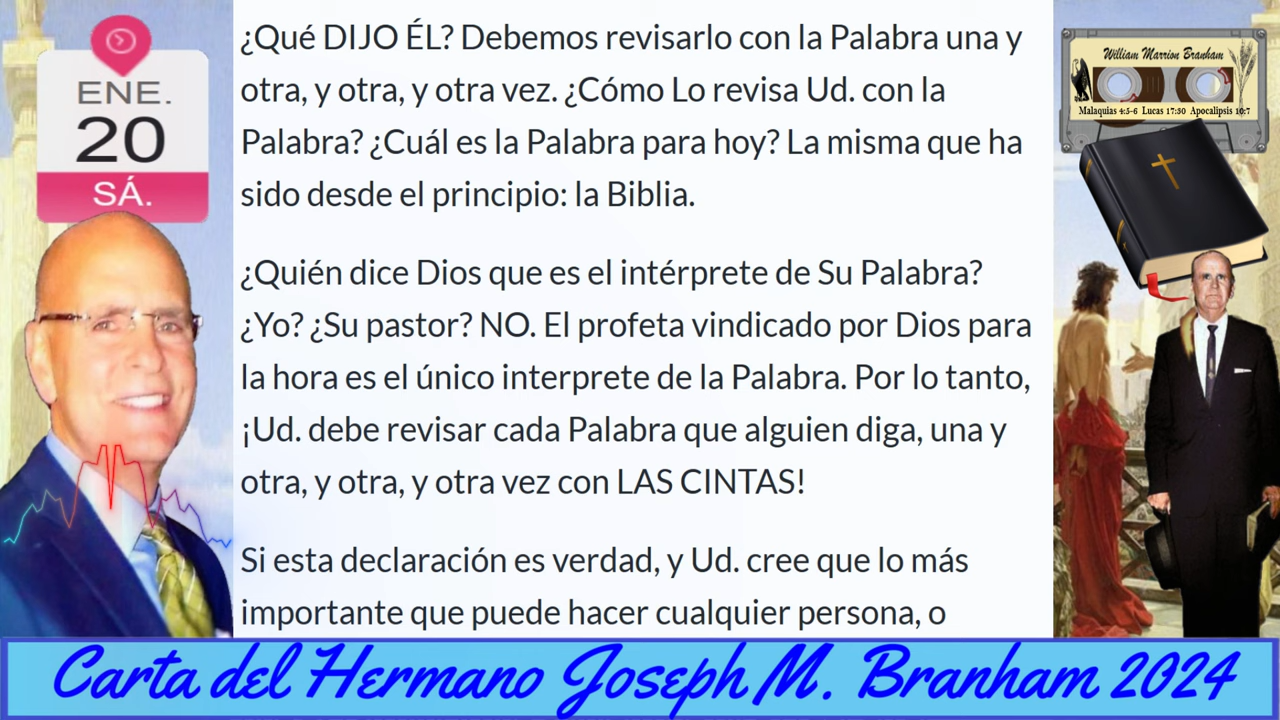 ENE.
20
SÁ.
¿Qué DIJO ÉL? Debemos revisarlo con la Palabra una y
otra, y otra, y otra vez. ¿Cómo Lo revisa Ud. con la
Palabra? ¿Cuál es la Palabra para hoy? La misma que ha
sido desde el principio: la Biblia.
¿Quién dice Dios que es el intérprete de Su Palabra?
¿Yo? ¿Su pastor? NO. El profeta vindicado por Dios para
la hora es el único interprete de la Palabra. Por lo tanto,
¡Ud. debe revisar cada Palabra que alguien diga, una y
otra, y otra, y otra vez con LAS CINTAS!
Si esta declaración es verdad, y Ud. cree que lo más
importante que puede hacer cualquier persona, o
William Marrion Branham
Malaquias 4:5-6 Lucas 17:30 Apocalipsis 10:7
Carta del Hermano Joseph M. Branham 2024